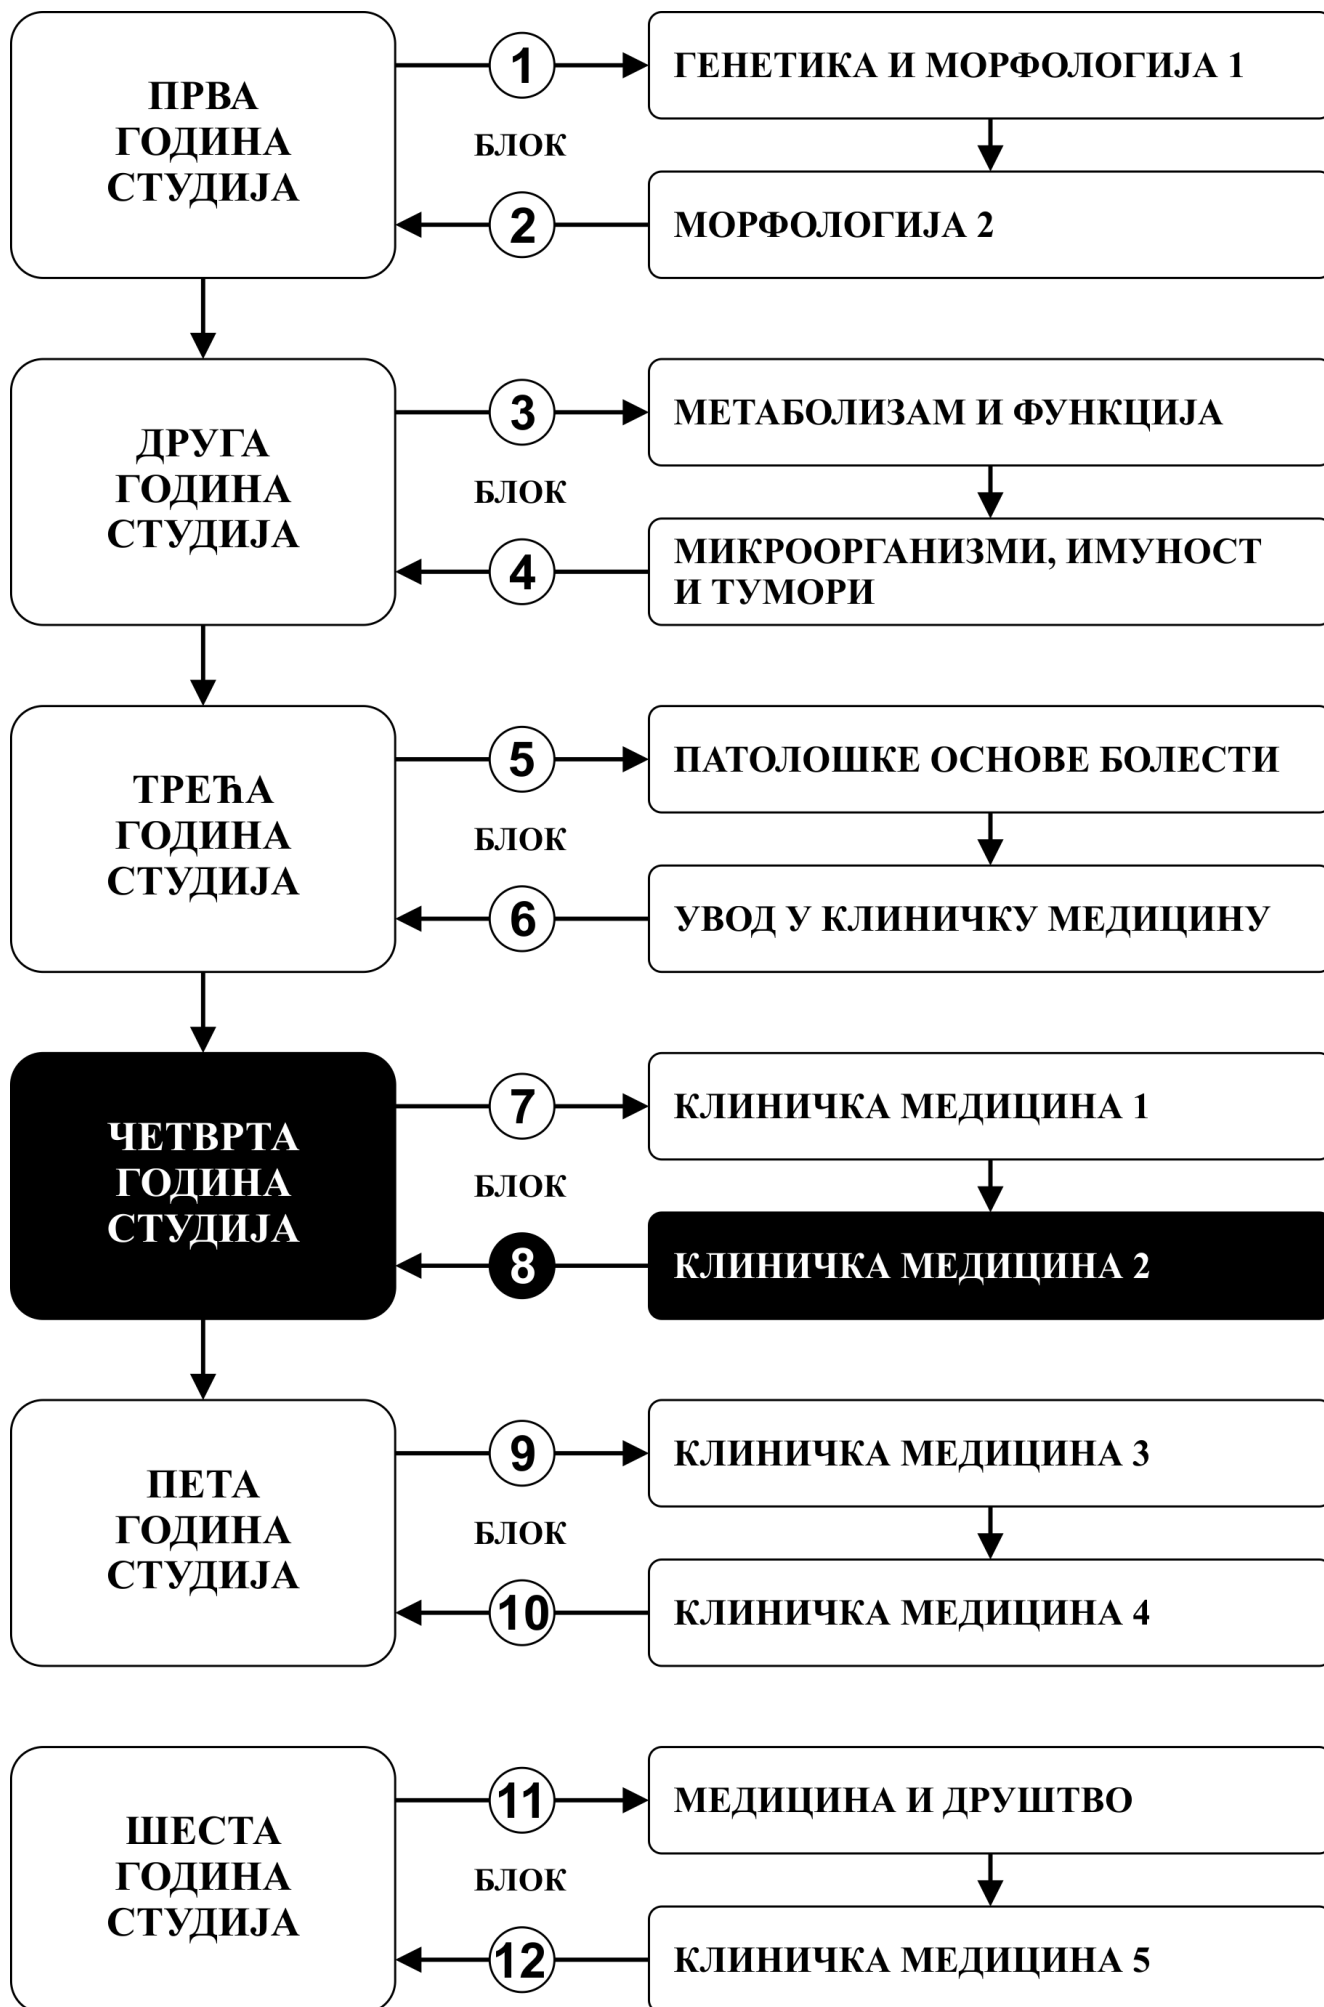 ПРВА
ГОДИНА
СТУДИЈА
1
БЛОК
2
ГЕНЕТИКА И МОРФОЛОГИЈА 1
МОРФОЛОГИЈА 2
ДРУГА
ГОДИНА
СТУДИЈА
3
БЛОК
4
МЕТАБОЛИЗАМ И ФУНКЦИЈА
МИКРООРГАНИЗМИ, ИМУНОСТ
И ТУМОРИ
ТРЕЋА
ГОДИНА
СТУДИЈА
5
БЛОК
6
ПАТОЛОШКЕ ОСНОВЕ БОЛЕСТИ
УВОД У КЛИНИЧКУ МЕДИЦИНУ
ЧЕТВРТА
ГОДИНА
СТУДИЈА
7
БЛОК
8
КЛИНИЧКА МЕДИЦИНА 1
КЛИНИЧКА МЕДИЦИНА 2
ПЕТА
ГОДИНА
СТУДИЈА
9
БЛОК
10
КЛИНИЧКА МЕДИЦИНА 3
КЛИНИЧКА МЕДИЦИНА 4
ШЕСТА
ГОДИНА
СТУДИЈА
11
БЛОК
12
МЕДИЦИНА И ДРУШТВО
КЛИНИЧКА МЕДИЦИНА 5